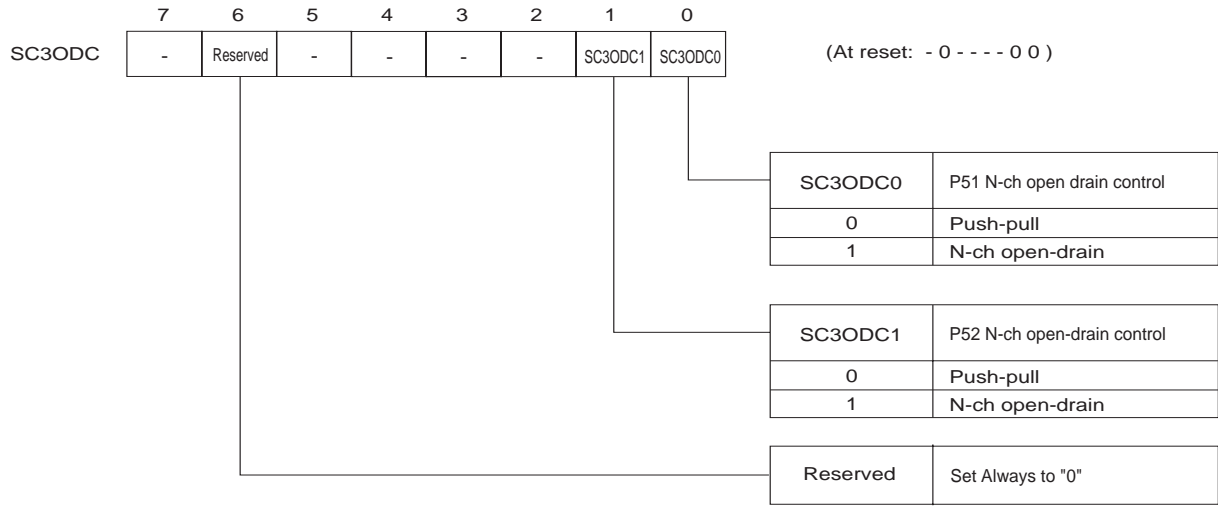 7 6 5 4 3 2 1 0
SC3ODC - Reserved - - - - SC3ODC1 SC3ODC0 (At reset: - 0 - - - - 0 0 )
SC3ODC0 P51 N-ch open drain control
0 Push-pull
1 N-ch open-drain
SC3ODC1 P52 N-ch open-drain control
0 Push-pull
1 N-ch open-drain
Reserved Set Always to "0"